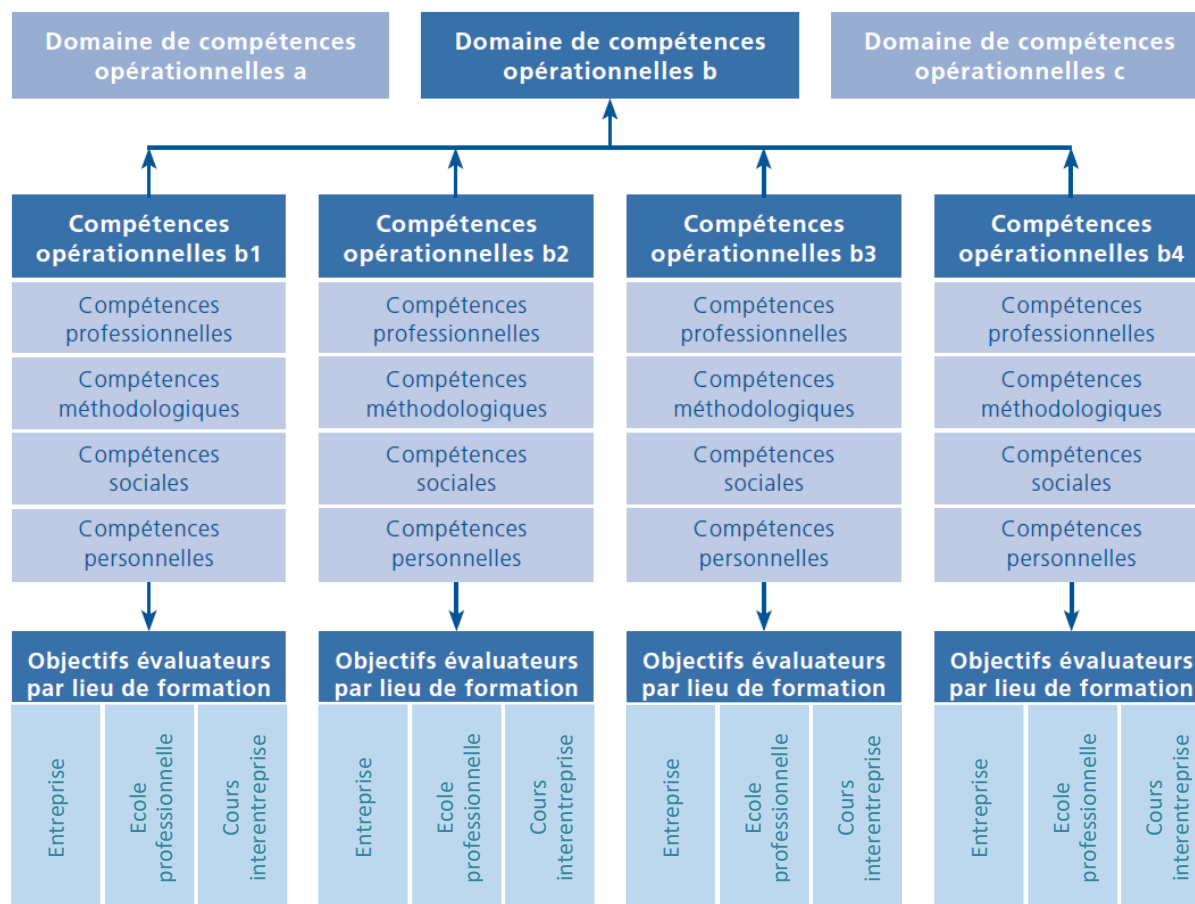 Domaine de compétences
opérationnelles a
Domaine de compétences
opérationnelles b
Domaine de compétences
opérationnelles c
Compétences
opérationnelles b1
Compétences
opérationnelles b2
Compétences
opérationnelles b3
Compétences
opérationnelles b4
Compétences
professionnelles
Compétences
professionnelles
Compétences
professionnelles
Compétences
professionnelles
Compétences
méthodologiques
Compétences
méthodologiques
Compétences
méthodologiques
Compétences
méthodologiques
Compétences
sociales
Compétences
sociales
Compétences
sociales
Compétences
sociales
Compétences
personnelles
Compétences
personnelles
Compétences
personnelles
Compétences
personnelles
Objectifs évaluateurs
par lieu de formation
Objectifs évaluateurs
par lieu de formation
Objectifs évaluateurs
par lieu de formation
Objectifs évaluateurs
par lieu de formation
Entreprise
Ecole
professionnelle
Cours
interentreprise
Entreprise
Ecole
professionnelle
Cours
interentreprise
Entreprise
Ecole
professionnelle
Cours
interentreprise
Entreprise
Ecole
professionnelle
Cours
interentreprise